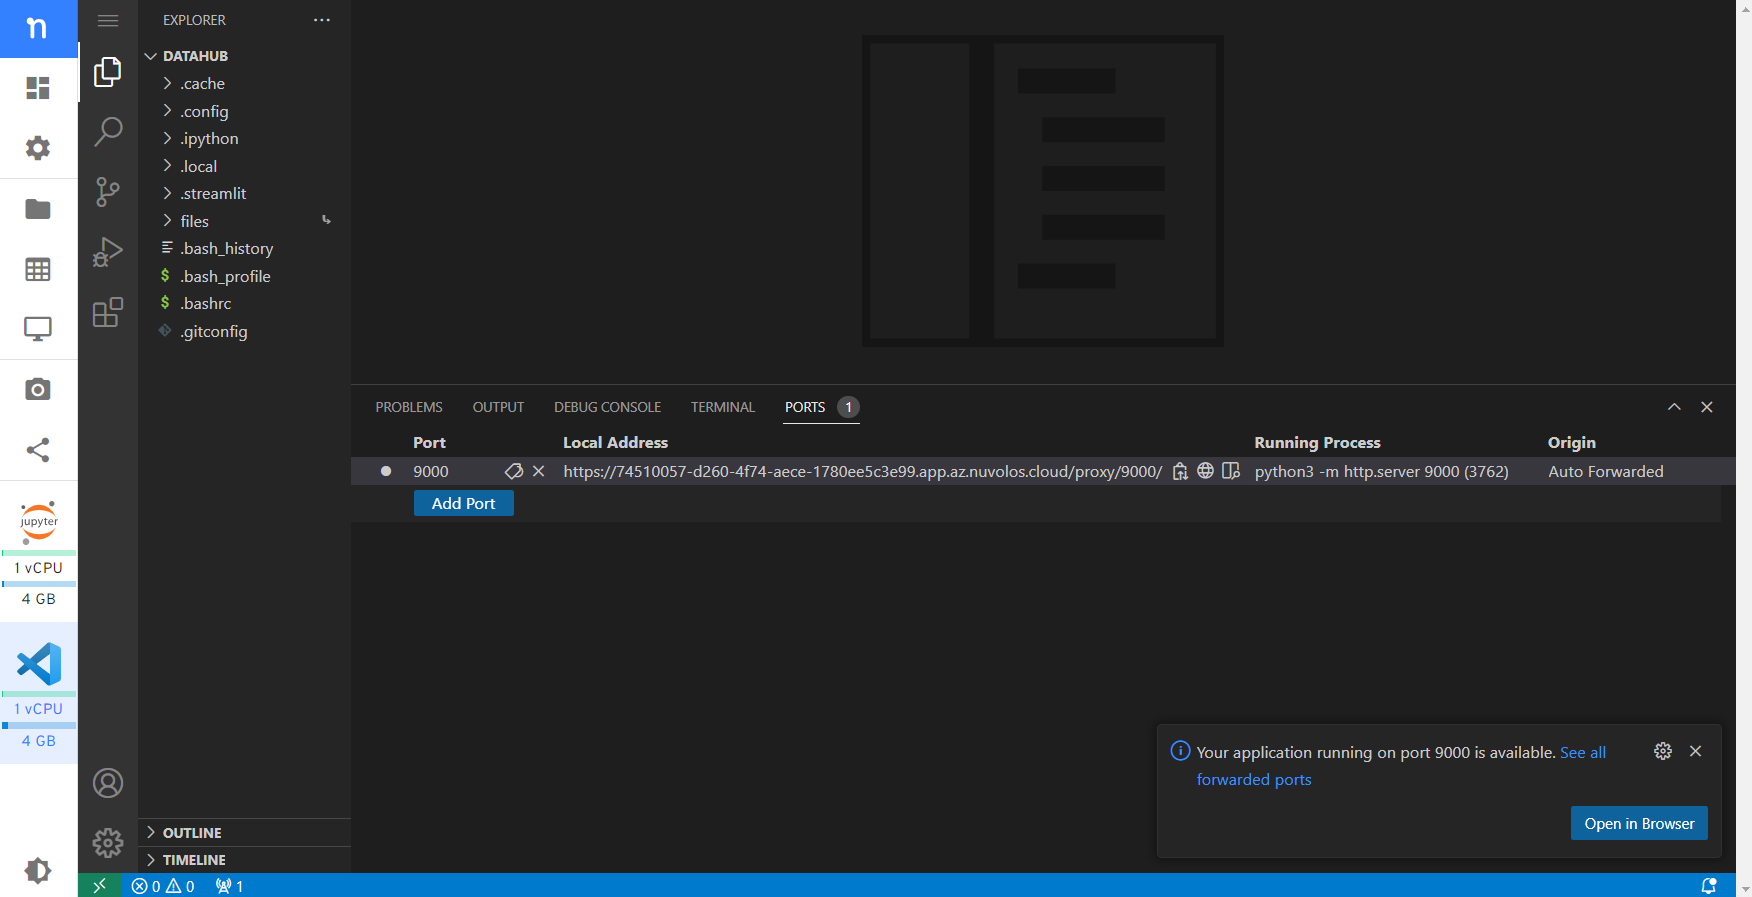 n
EXPLORER
DATAHUB
.cache
.config
.ipython
.local
.streamlit
files
.bash_history
$ .bash_profile
$ .bashrc
.gitconfig
OUTLINE
TIMELINE
jupyter
1 vCPU
4 GB
1 vCPU
4 GB
PROBLEMS OUTPUT DEBUG CONSOLE TERMINAL PORTS 1
Port Local Address Running Process Origin
9000 https://74510057-d260-4f74-aece-1780ee5c3e99.app.az.nuvolos.cloud/proxy/9000/ python3 -m http.server 9000 (3762) Auto Forwarded
Add Port
Your application running on port 9000 is available. See all
forwarded ports
Open in Browser
0 0 1